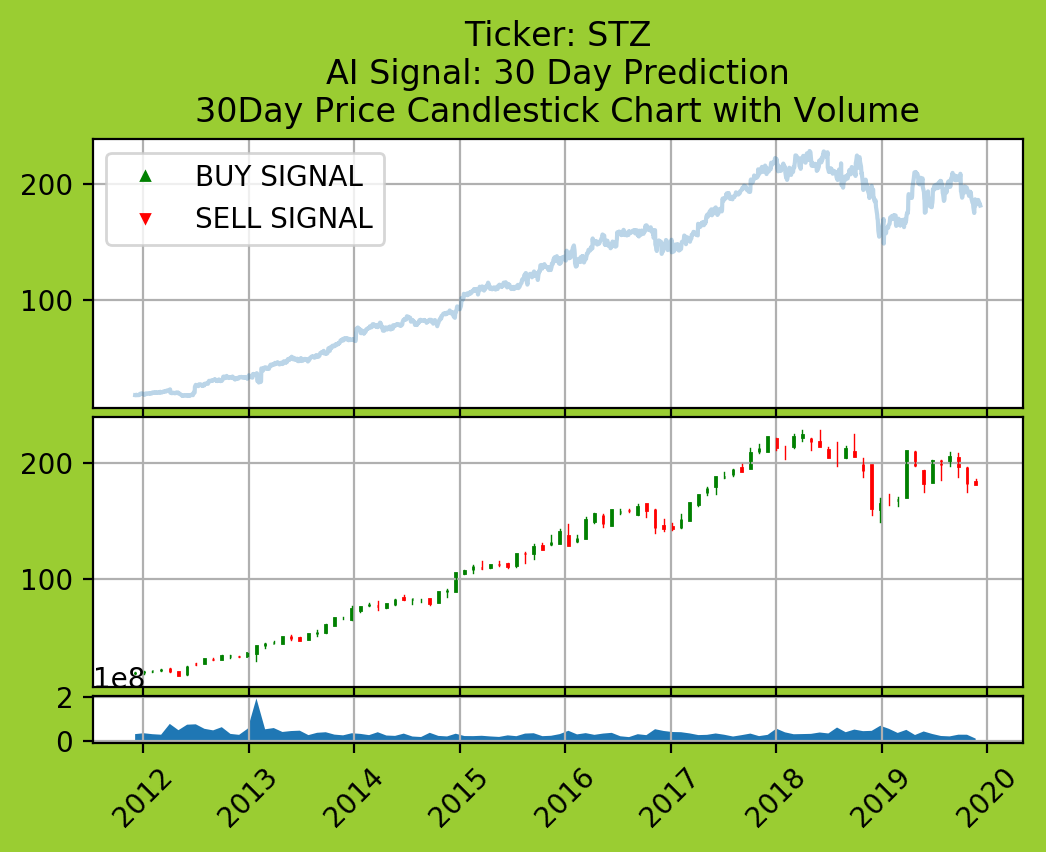 Ticker: STZ
AI Signal: 30 Day Prediction
30Day Price Candlestick Chart with Volume
BUY SIGNAL
SELL SIGNAL
200
100
200
100
1e8
2
0
2012 2013 2014 2015 2016 2017 2018 2019 2020